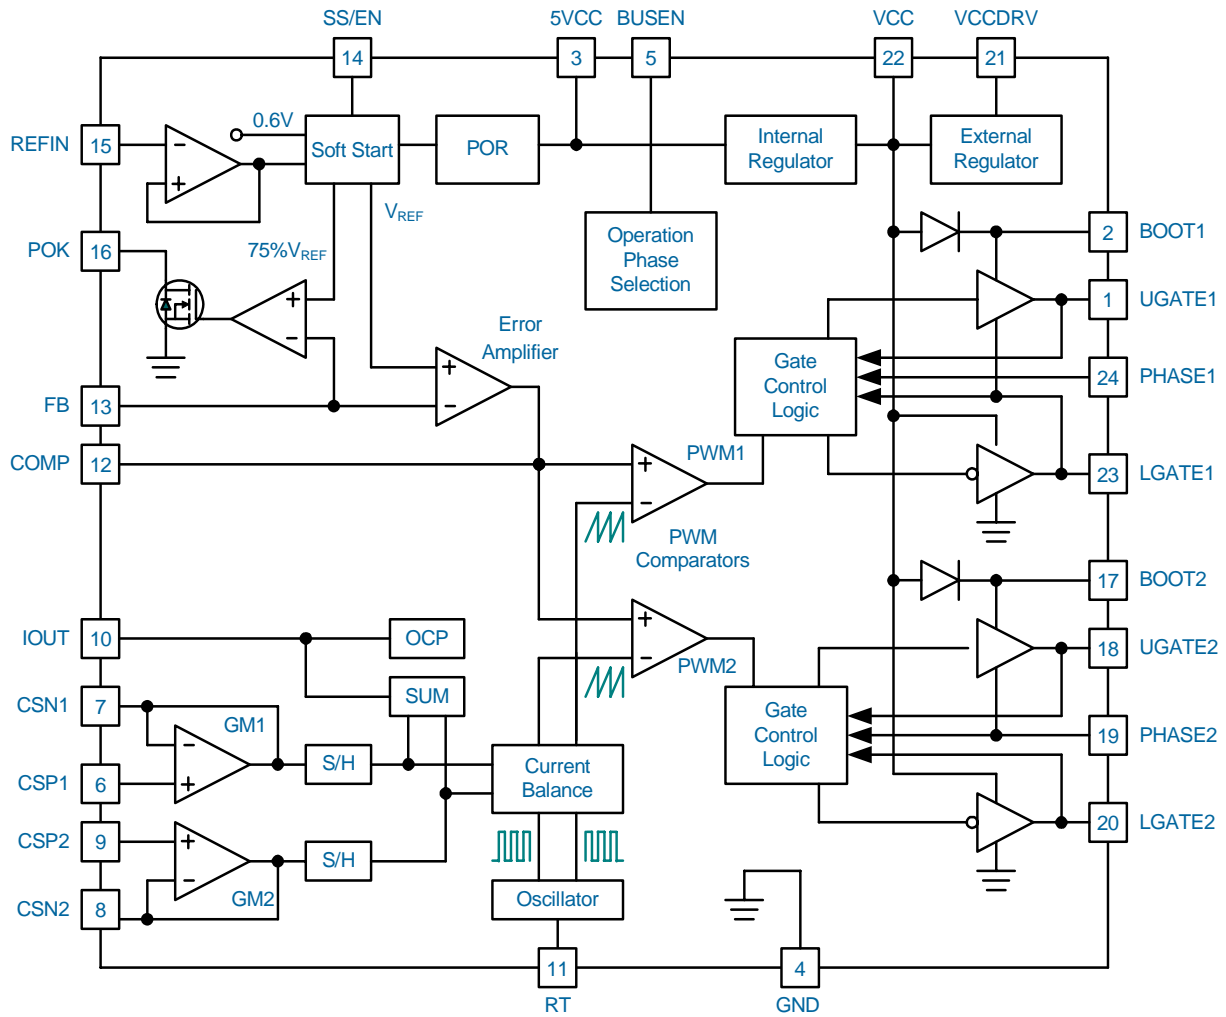 SS/EN
5VCC
BUSEN
VCC
VCCDRV
14
3
5
22
21
REFIN
15
0.6V
Soft Start
POR
Internal
Regulator
External
Regulator
VREF
POK
16
75%VREF
Operation
Phase
Selection
2
BOOT1
1
UGATE1
Error
Amplifier
Gate
Control
Logic
24
PHASE1
FB
13
COMP
12
PWM1
23
LGATE1
PWM
Comparators
17
BOOT2
IOUT
10
OCP
PWM2
18
UGATE2
CSN1
7
GM1
SUM
Gate
Control
Logic
19
PHASE2
CSP1
6
S/H
Current
Balance
CSP2
9
S/H
20
LGATE2
CSN2
8
GM2
Oscillator
11
4
RT
GND